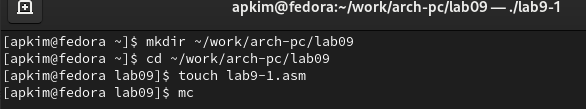 apkim@fedora:~/work/arch-pc/lab09 — ./lab9-1
[apkim@fedora ~]$ mkdir ~/work/arch-pc/lab09
[apkim@fedora ~]$ cd ~/work/arch-pc/lab09
[apkim@fedora lab09]$ touch lab9-1.asm
[apkim@fedora lab09]$ mc